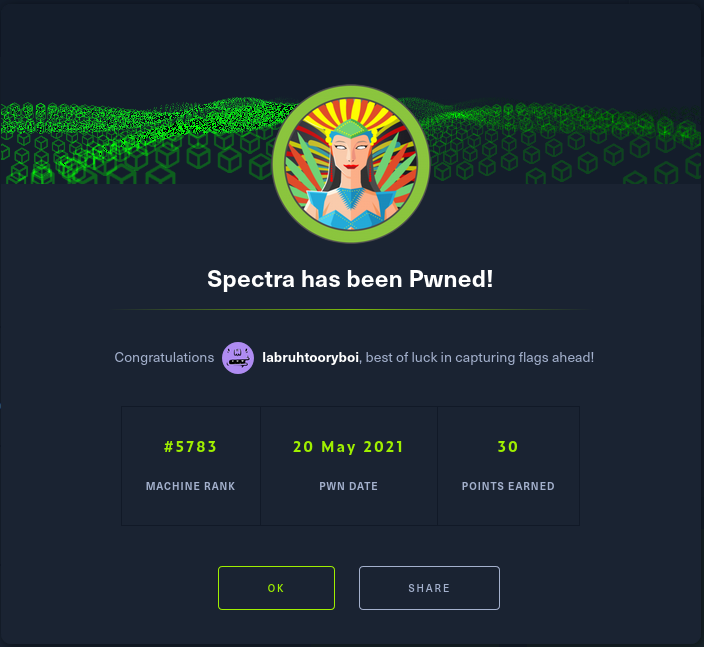 Spectra has been Pwned!
Congratulations labruhtooryboi, best of luck in capturing flags ahead!
#5783 20 May 2021 30
MACHINE RANK PWN DATE POINTS EARNED
OK SHARE